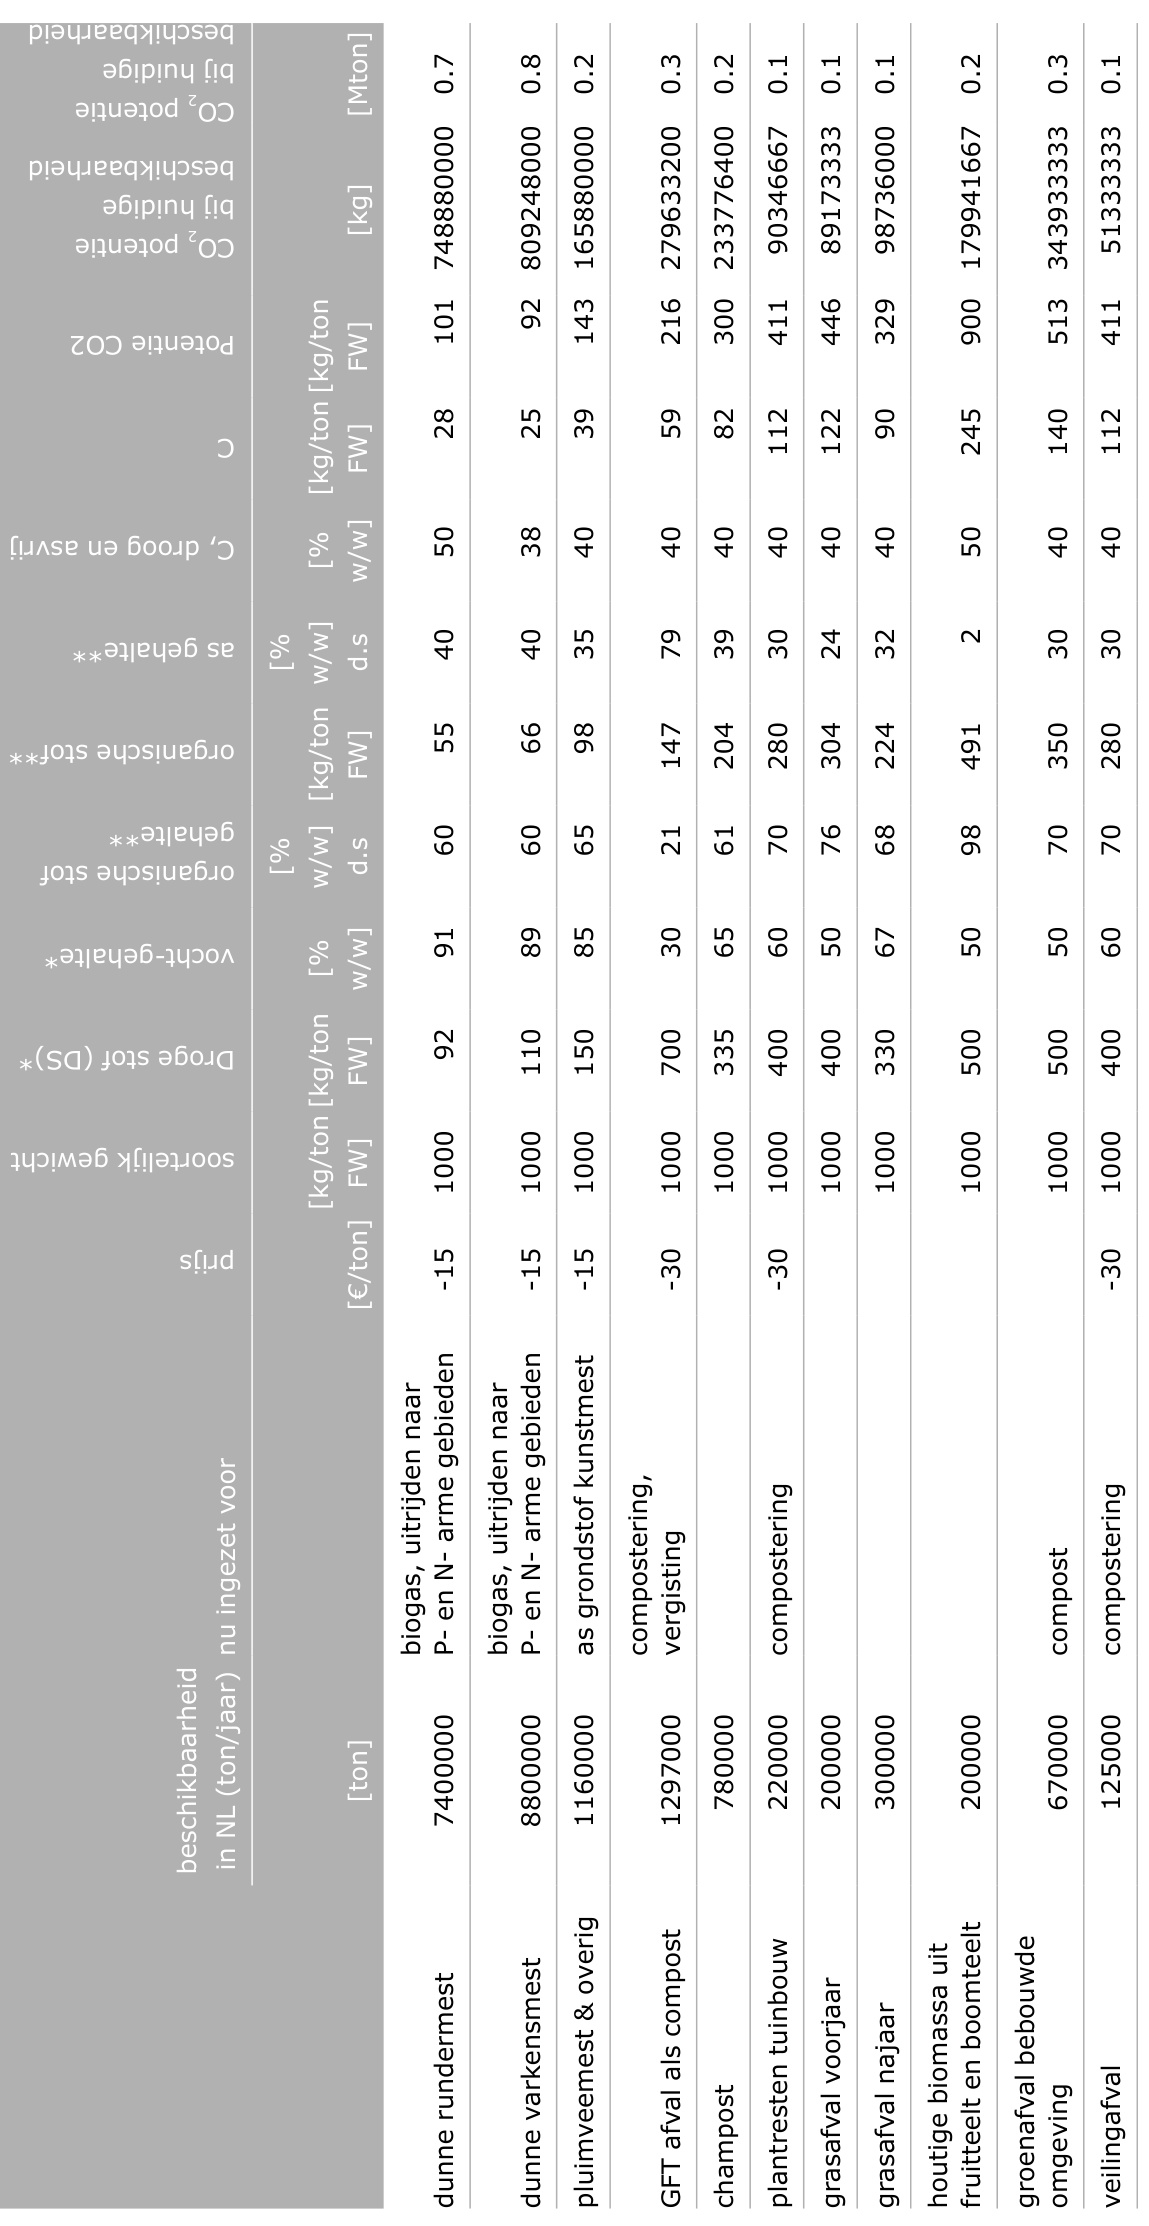 beschikbaarheid
in NL (ton/jaar)
nu ingezet voor
prijs
soortelijk gewicht
Droge stof (DS)*
vocht-gehalte*
organische stof
gehalte**
organische stof**
as gehalte**
C, droog en asvrij
C
Potentie CO2
CO₂ potentie
bij huidige
beschikbaarheid
CO₂ potentie
bij huidige
beschikbaarheid
[ton]
[€/ton]
[kg/ton
FW]
[kg/ton
FW]
[%
w/w]
[%
w/w]
d.s
[kg/ton
FW]
[%
w/w]
d.s
[%
w/w]
[kg/ton
FW]
[kg/ton
FW]
[kg]
[Mton]
biogas, uitrijden naar
dunne rundermest 7400000 P- en N- arme gebieden -15 1000 92 91 60 55 40 50 28 101 748880000 0.7
biogas, uitrijden naar
dunne varkensmest 8800000 P- en N- arme gebieden -15 1000 110 89 60 66 40 38 25 92 809248000 0.8
pluimveemest & overig 1160000 as grondstof kunstmest -15 1000 150 85 65 98 35 40 39 143 165880000 0.2
compostering,
GFT afval als compost 1297000 vergisting -30 1000 700 30 21 147 79 40 59 216 279633200 0.3
champost 780000 1000 335 65 61 204 39 40 82 300 233776400 0.2
plantresten tuinbouw 220000 compostering -30 1000 400 60 70 280 30 40 112 411 90346667 0.1
grasafval voorjaar 200000 1000 400 50 76 304 24 40 122 446 89173333 0.1
grasafval najaar 300000 1000 330 67 68 224 32 40 90 329 98736000 0.1
houtige biomassa uit
fruitteelt en boomteelt 200000 1000 500 50 98 491 2 50 245 900 179941667 0.2
groenafval bebouwde
omgeving 670000 compost 1000 500 50 70 350 30 40 140 513 343933333 0.3
veilingafval 125000 compostering -30 1000 400 60 70 280 30 40 112 411 51333333 0.1